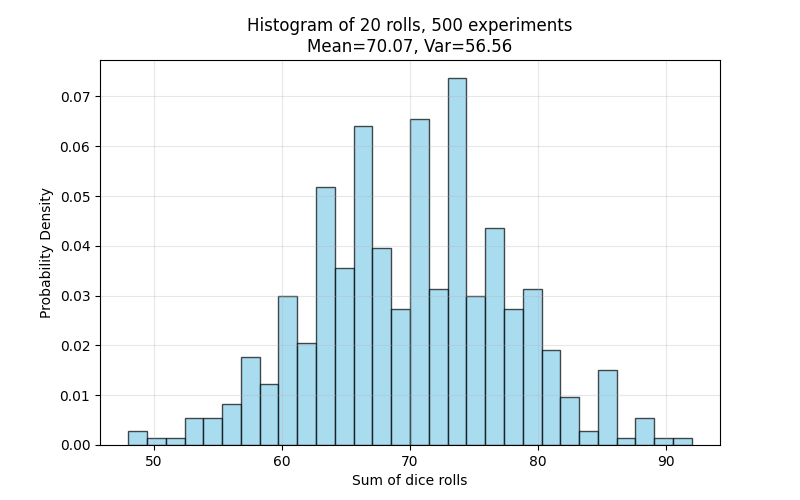 Histogram of 20 rolls, 500 experiments
Mean=70.07, Var=56.56
0.07
0.06
0.05
0.04
0.03
0.02
0.01
0.00
Probability Density
50 60 70 80 90
Sum of dice rolls